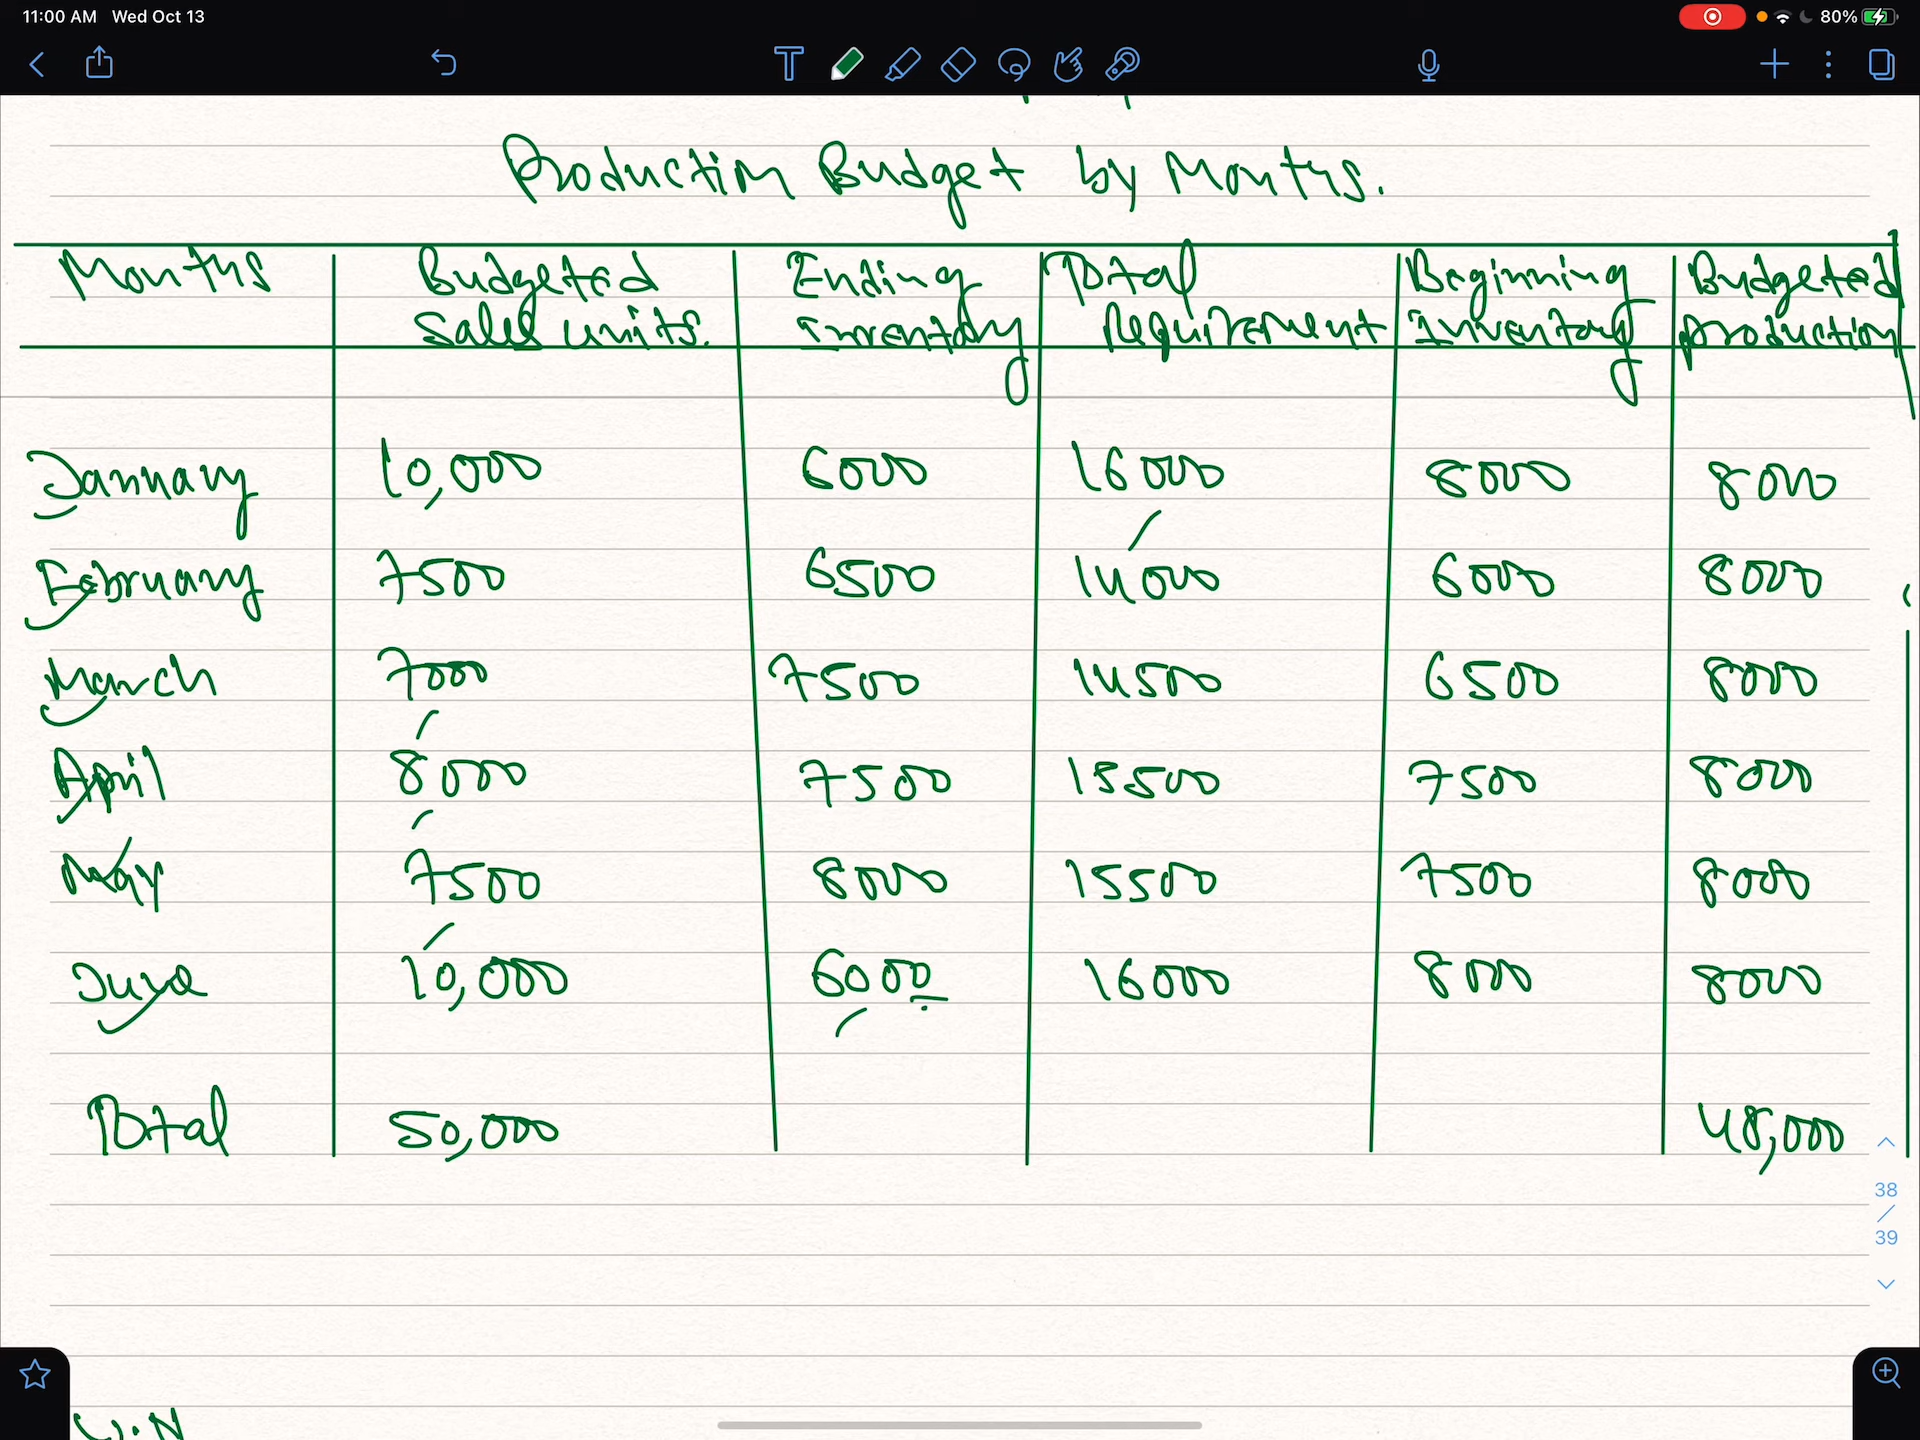 11:00 AM Wed Oct 13 80%
Production Budget by Months.
Months Budgeted Sales units. Ending Inventory Total Requirement Beginning Inventory Budgeted production
January 10,000 6000 16000 8000 8000
February 7500 6500 14000 6000 8000
March 7000 7500 14500 6500 8000
April 8000 7500 15500 7500 8000
May 7500 8000 15500 7500 8000
June 10,000 6000 16000 8000 8000
Total 50,000 48,000
38
/
39
W.N